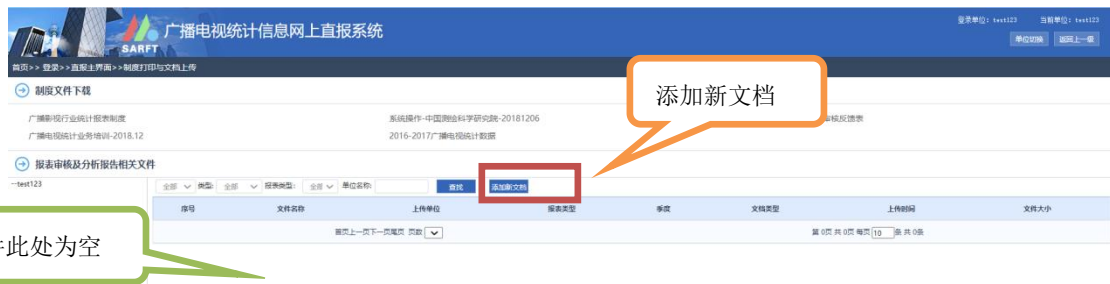 登录单位: test123 当前单位: test123
广播电视统计信息网上直报系统
SARFT
单位切换 返回上一级
首页>> 登录>>直报主界面>>制度打印与文档上传
制度文件下载
添加新文档
广播影视行业统计报表制度 系统操作-中国测绘科学研究院-20181206 审核反馈表
广播电视统计业务培训-2018.12 2016-2017广播电视统计数据
报表审核及分析报告相关文件
test123
全部 类型: 全部 报表类型: 全部 单位名称: 查找 添加新文档
序号 文件名称 上传单位 报表类型 季度 文档类型 上传时间 文件大小
首页上一页下一页尾页 页数 第 0页 共 0页 每页 10 条 共 0条
此处为空